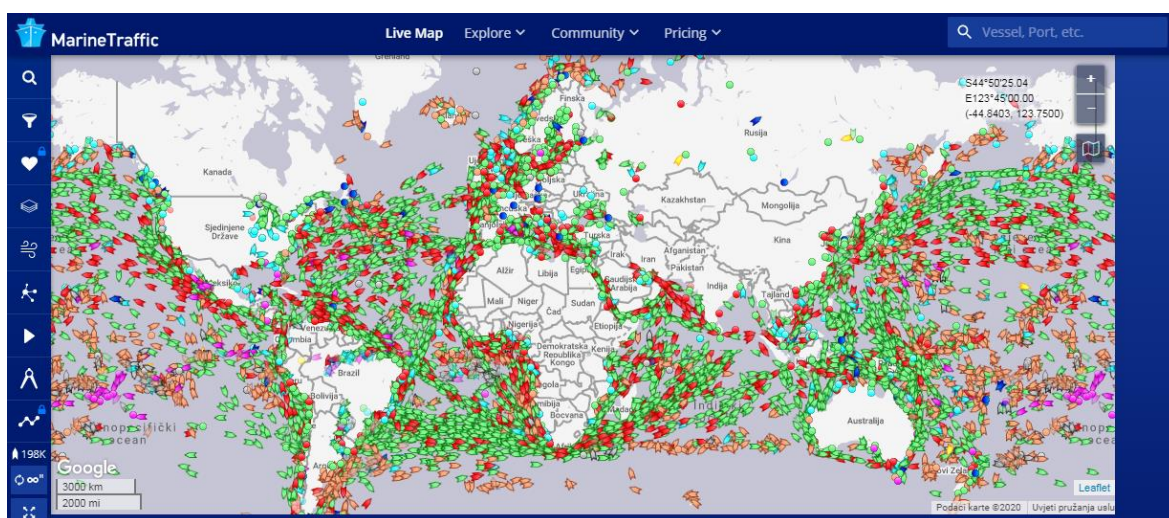 MarineTraffic
Live Map Explore Community Pricing
Vessel, Port, etc.
S44°50'25.04
E123°45'00.00
(-44.8403, 123.7500)
+
−
Finska
Rusija
Kanada
Kazakhstan
Mongolija
Sjedinjene
Države
Turska
Kina
Afganistan
Irak
Iran
Pakistan
Alžir
Libija
Saudijska
Arabija
Indija
Tajland
Mali
Niger
Čad
Sudan
Nigerija
Etiopija
Demokratska
Republika
Kongo
Kenija
Brazil
Bolivija
Bocvana
Australija
198K
∞"
Google
3000 km
2000 mi
Leaflet
Podaci karte ©2020 Uvjeti pružanja uslu